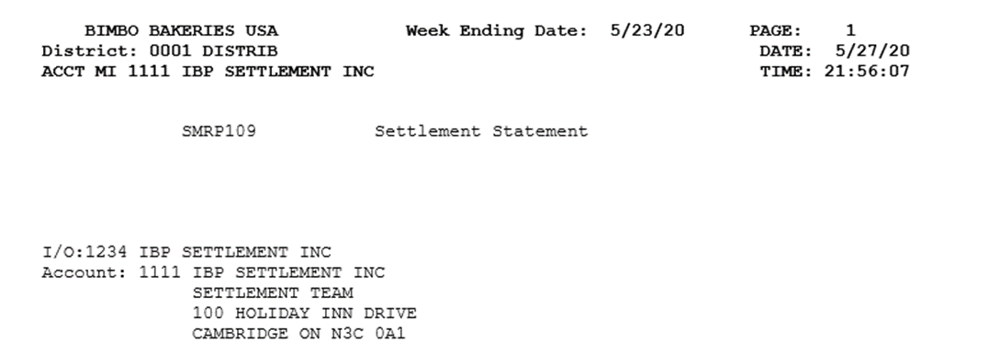 BIMBO BAKERIES USA Week Ending Date: 5/23/20 PAGE: 1
District: 0001 DISTRIB DATE: 5/27/20
ACCT MI 1111 IBP SETTLEMENT INC TIME: 21:56:07
SMRP109 Settlement Statement
I/O:1234 IBP SETTLEMENT INC
Account: 1111 IBP SETTLEMENT INC
SETTLEMENT TEAM
100 HOLIDAY INN DRIVE
CAMBRIDGE ON N3C 0A1